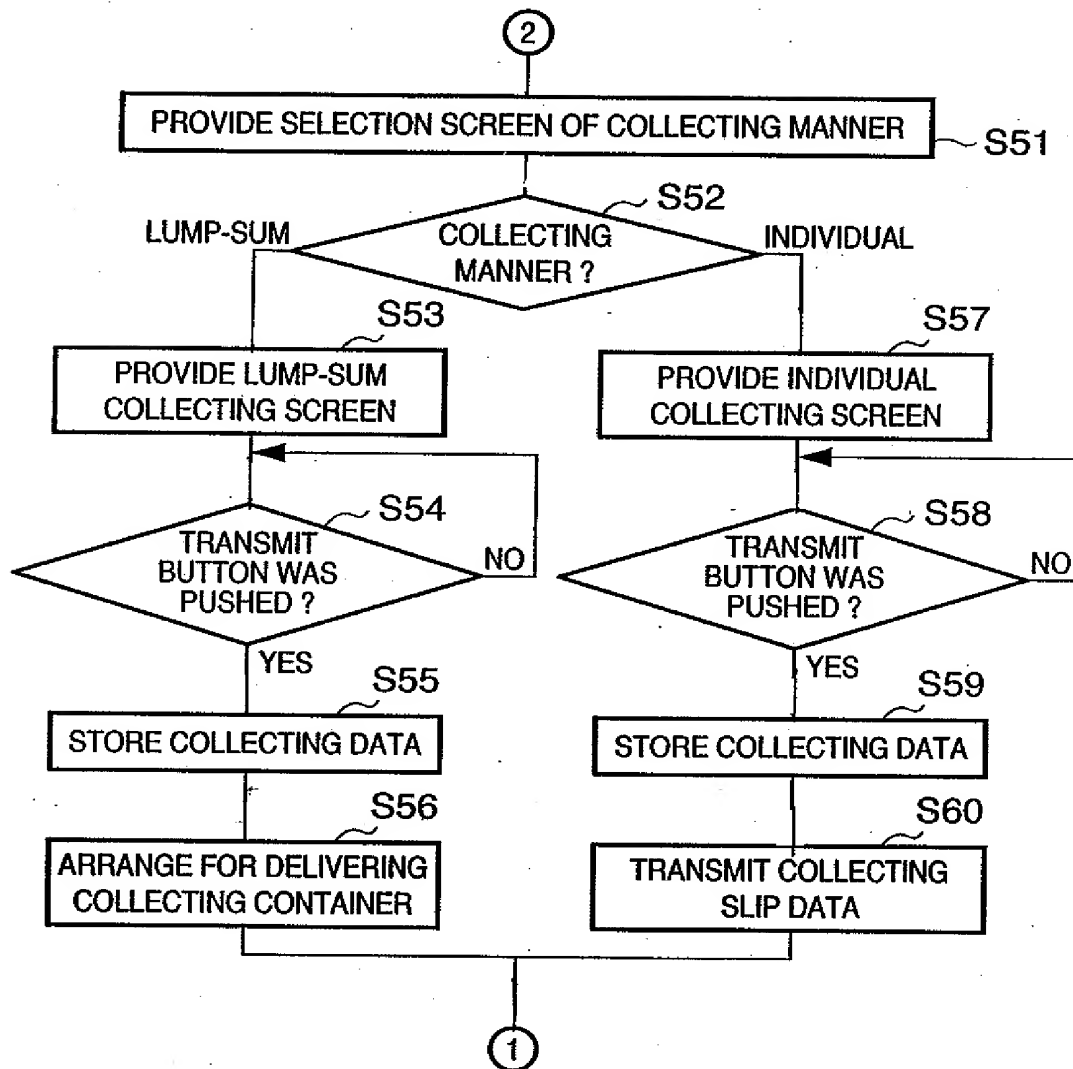 2
PROVIDE SELECTION SCREEN OF COLLECTING MANNER
S51
S52
LUMP-SUM
COLLECTING
MANNER ?
INDIVIDUAL
S53
PROVIDE LUMP-SUM
COLLECTING SCREEN
S57
PROVIDE INDIVIDUAL
COLLECTING SCREEN
S54
TRANSMIT
BUTTON WAS
PUSHED ?
NO
YES
S58
TRANSMIT
BUTTON WAS
PUSHED ?
NO
YES
S55
STORE COLLECTING DATA
S59
STORE COLLECTING DATA
S56
ARRANGE FOR DELIVERING
COLLECTING CONTAINER
S60
TRANSMIT COLLECTING
SLIP DATA
1